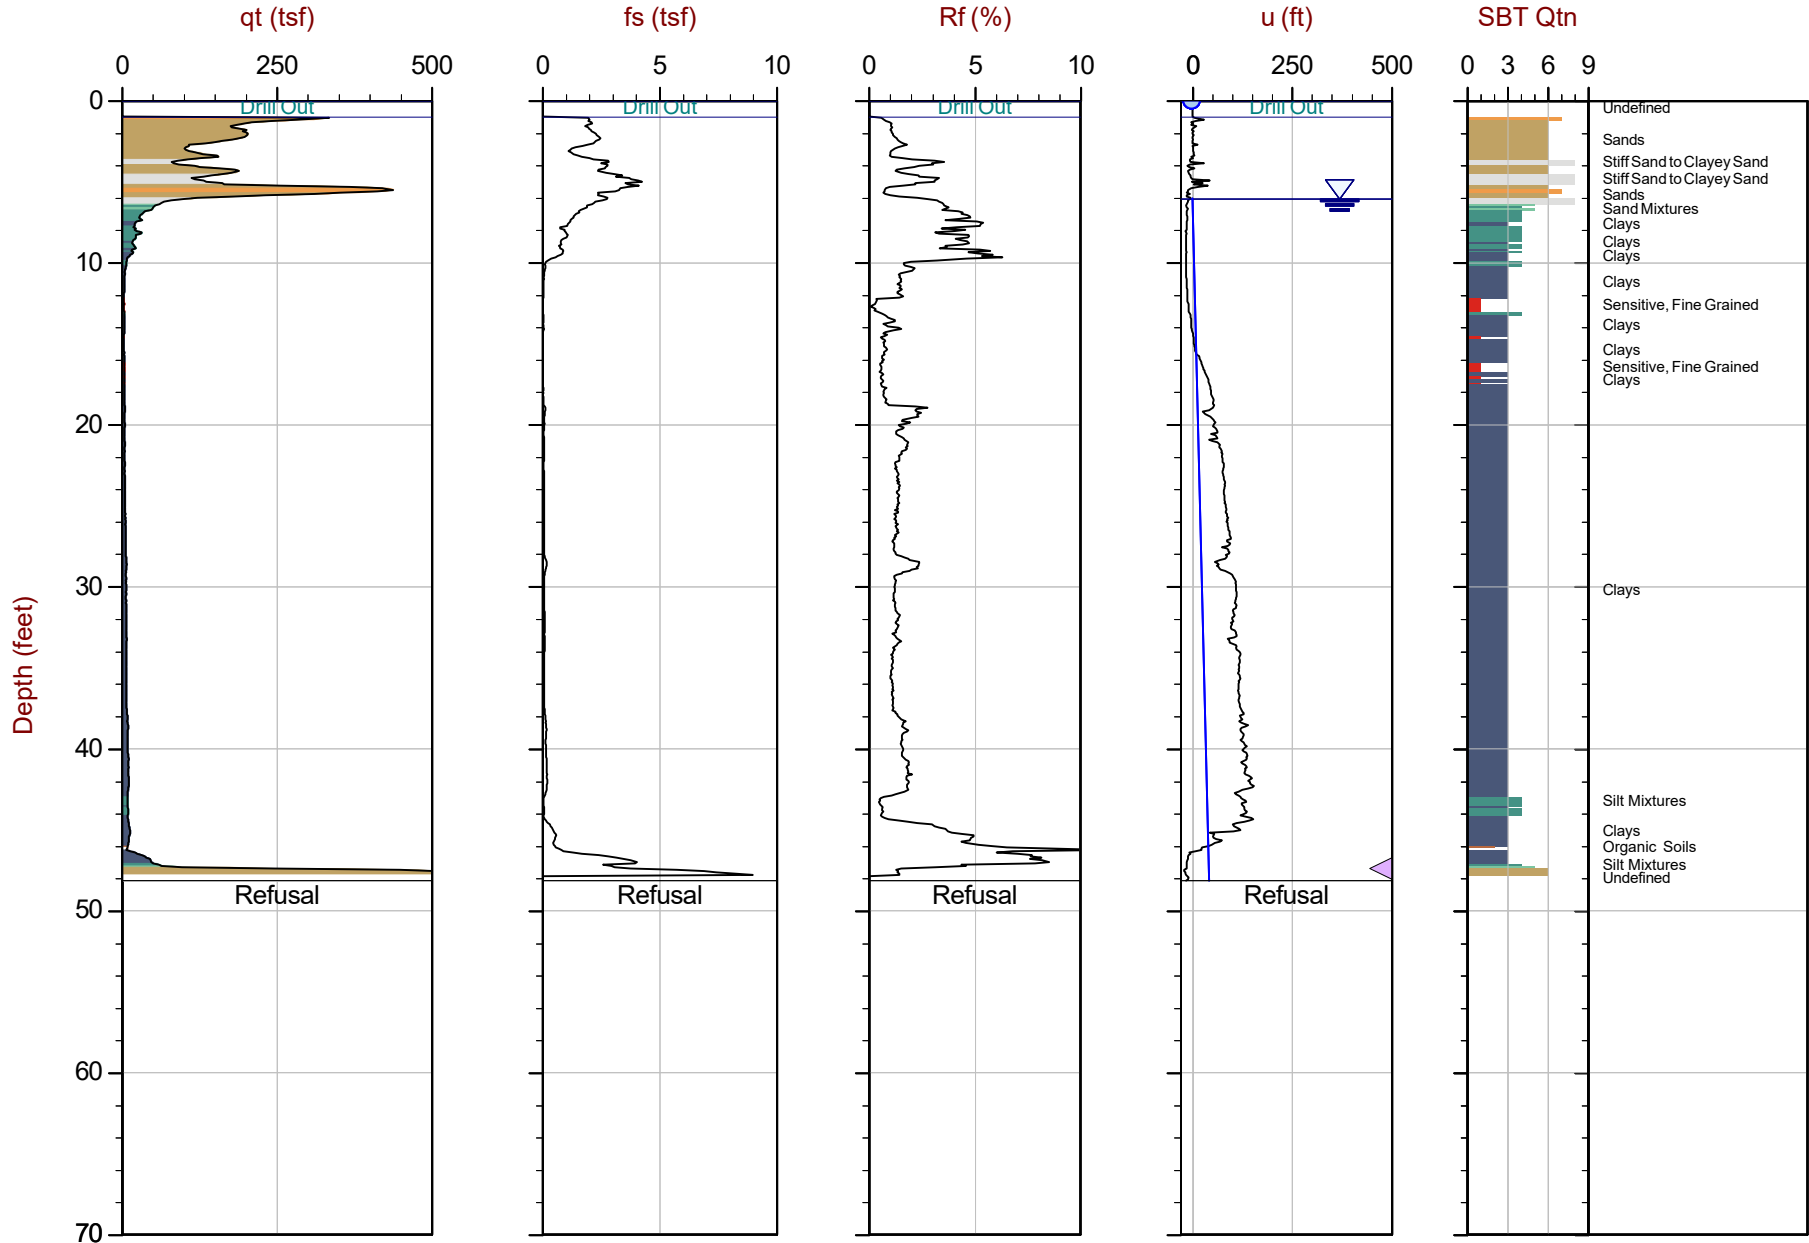 qt (tsf) fs (tsf) Rf (%) u (ft) SBT Qtn
0 250 500 0 5 10 0 5 10 0 250 500 0 3 6 9
0 Drill Out Drill Out Drill Out Drill Out Undefined
Sands
Stiff Sand to Clayey Sand
Stiff Sand to Clayey Sand
Sands
Sand Mixtures
Clays
Clays
Clays
10
Clays
Sensitive, Fine Grained
Clays
Clays
Sensitive, Fine Grained
Clays
20
30 Clays
Depth (feet)
40
Silt Mixtures
Clays
Organic Soils
Silt Mixtures
Undefined
Refusal Refusal Refusal Refusal
50
60
70